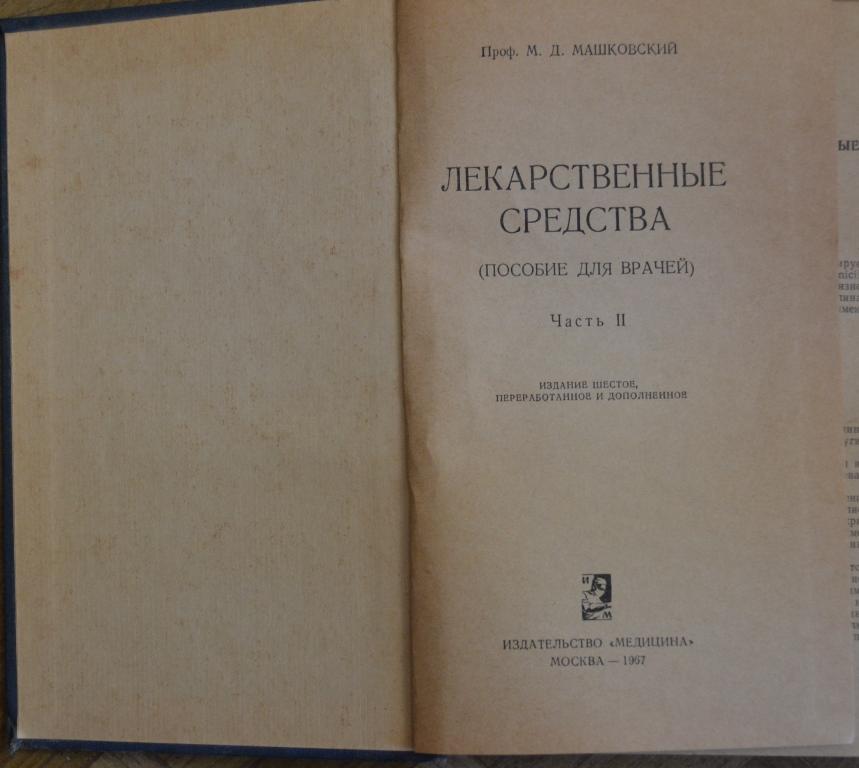 Проф. М. Д. МАШКОВСКИЙ
ЛЕКАРСТВЕННЫЕ
СРЕДСТВА
(ПОСОБИЕ ДЛЯ ВРАЧЕЙ)
Часть II
ИЗДАНИЕ ШЕСТОЕ,
ПЕРЕРАБОТАННОЕ И ДОПОЛНЕННОЕ
И
М
ИЗДАТЕЛЬСТВО «МЕДИЦИНА»
МОСКВА — 1967